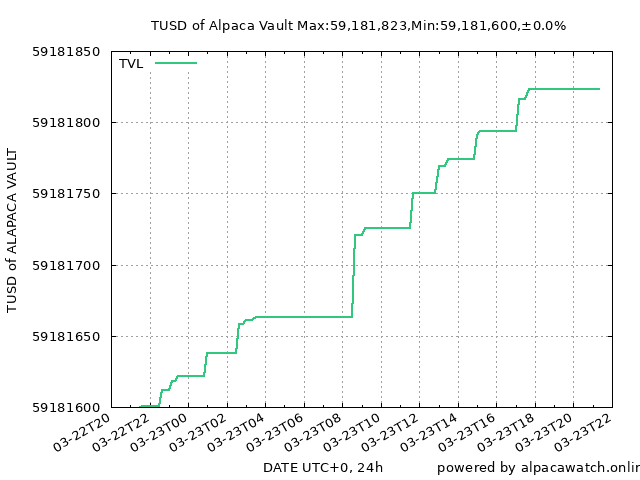 TUSD of Alpaca Vault Max:59,181,823,Min:59,181,600,±0.0%
TVL
59181850
59181800
59181750
59181700
59181650
59181600
TUSD of ALAPACA VAULT
03-22T20
03-22T22
03-23T00
03-23T02
03-23T04
03-23T06
03-23T08
03-23T10
03-23T12
03-23T14
03-23T16
03-23T18
03-23T20
03-23T22
DATE UTC+0, 24h
powered by alpacawatch.onlin